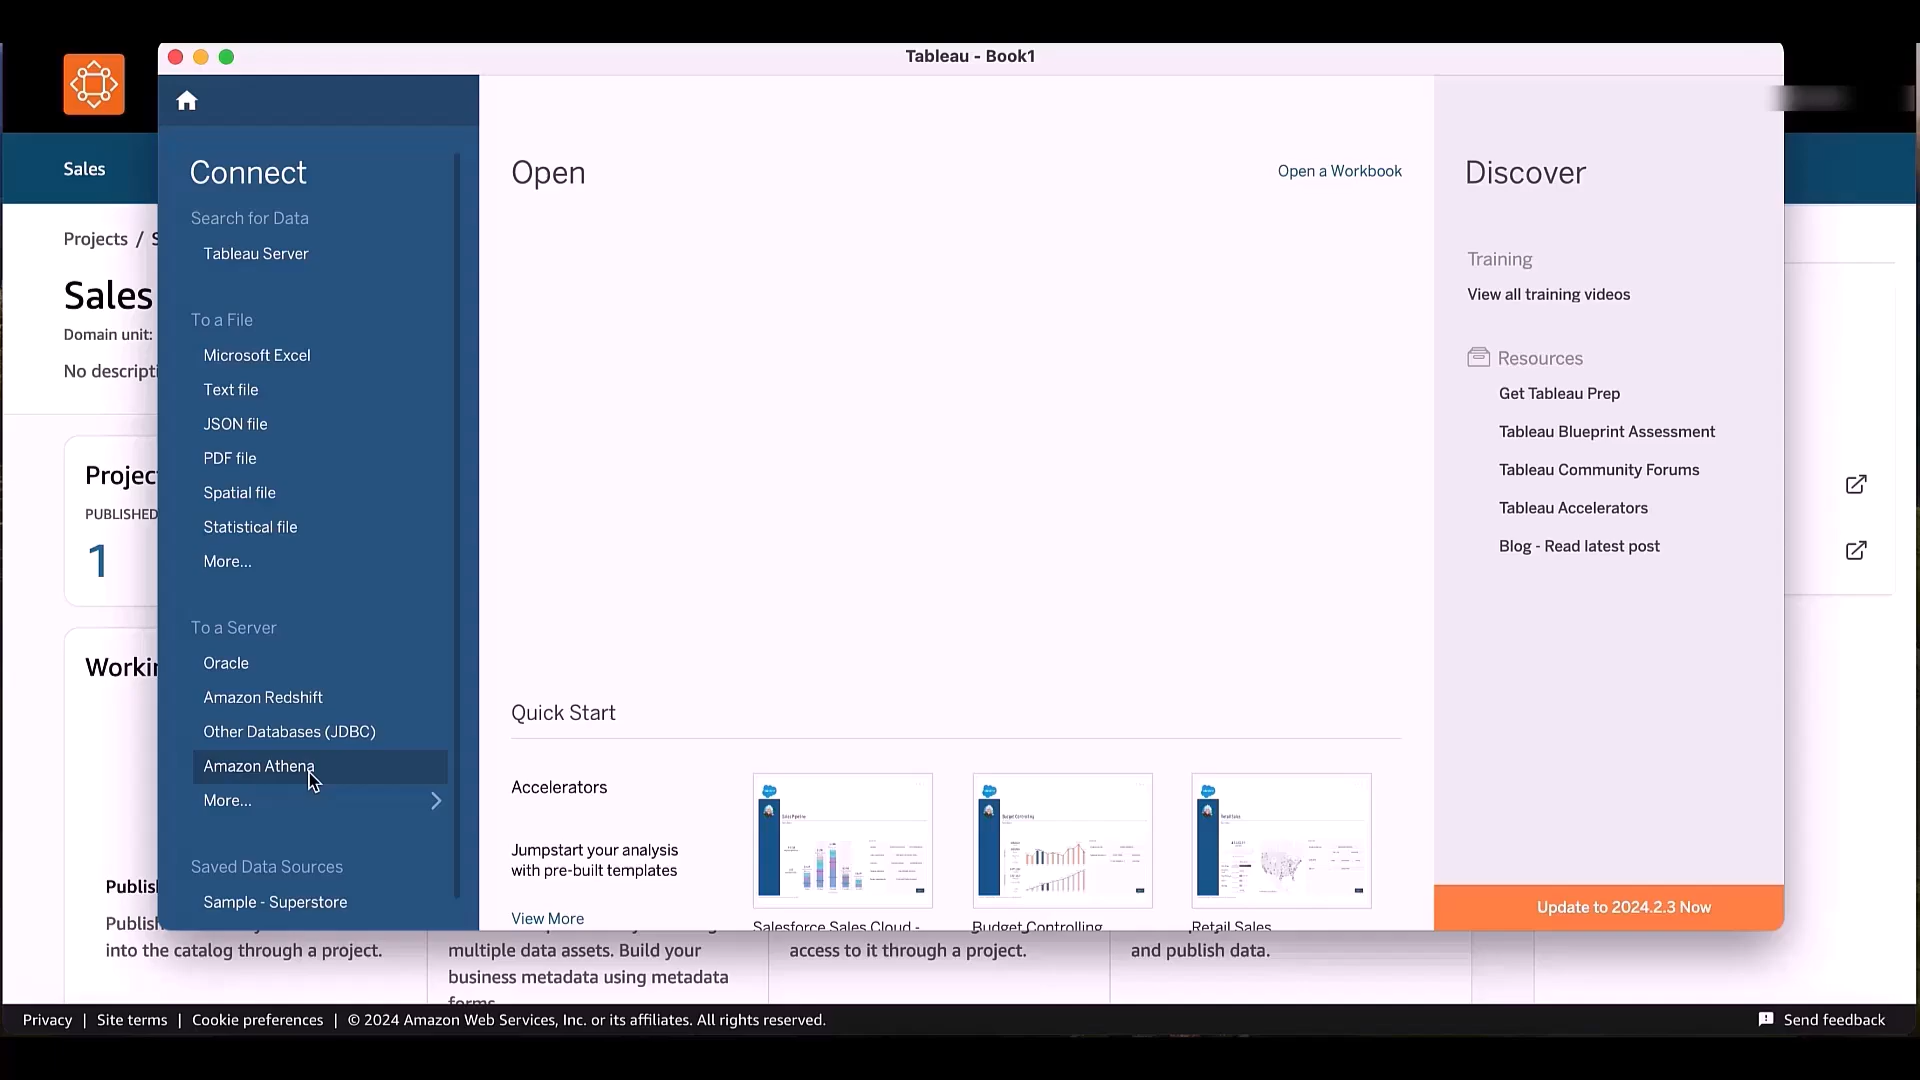 Tableau - Book1
Sales
Projects /
Sales
Domain unit:
No descripti
Projec
PUBLISHED
1
Workin
Publish
Publish
into the catalog through a project.
Connect
Search for Data
Tableau Server
To a File
Microsoft Excel
Text file
JSON file
PDF file
Spatial file
Statistical file
More...
To a Server
Oracle
Amazon Redshift
Other Databases (JDBC)
Amazon Athena
More...
Saved Data Sources
Sample - Superstore
Open
Open a Workbook
Quick Start
Accelerators
Jumpstart your analysis
with pre-built templates
View More
Salesforce Sales Cloud -
Budget Controlling
Retail Sales
Discover
Training
View all training videos
Resources
Get Tableau Prep
Tableau Blueprint Assessment
Tableau Community Forums
Tableau Accelerators
Blog - Read latest post
Update to 2024.2.3 Now
multiple data assets. Build your
business metadata using metadata
forms
access to it through a project.
and publish data.
Privacy | Site terms | Cookie preferences | © 2024 Amazon Web Services, Inc. or its affiliates. All rights reserved.
Send feedback